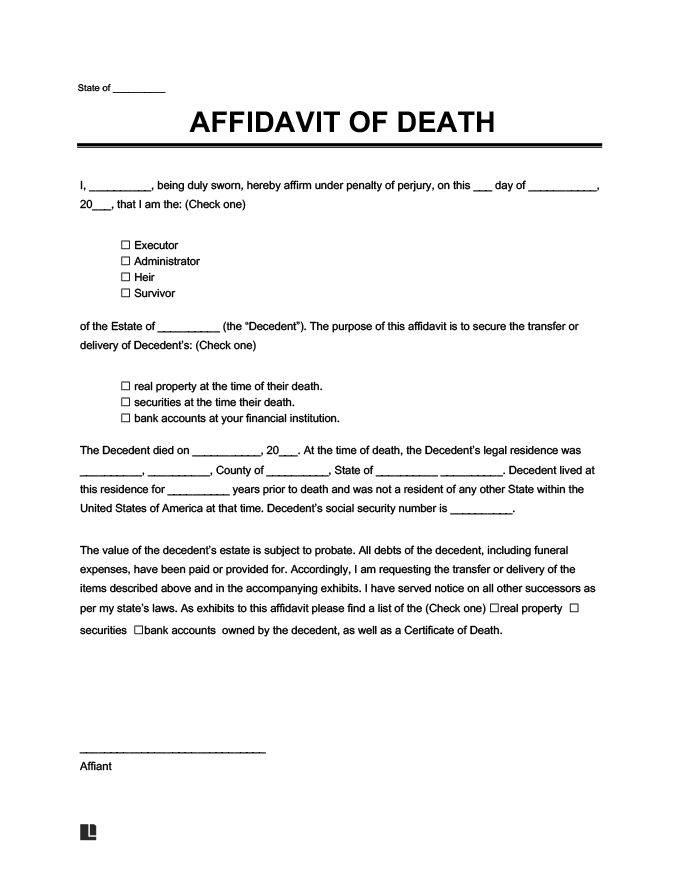 State of __________
AFFIDAVIT OF DEATH
I, __________, being duly sworn, hereby affirm under penalty of perjury, on this ___ day of ___________,
20___, that I am the: (Check one)
☐ Executor
☐ Administrator
☐ Heir
☐ Survivor
of the Estate of __________ (the “Decedent”). The purpose of this affidavit is to secure the transfer or
delivery of Decedent’s: (Check one)
☐ real property at the time of their death.
☐ securities at the time their death.
☐ bank accounts at your financial institution.
The Decedent died on ___________, 20___. At the time of death, the Decedent’s legal residence was
__________, __________, County of __________, State of __________ __________. Decedent lived at
this residence for __________ years prior to death and was not a resident of any other State within the
United States of America at that time. Decedent’s social security number is __________.
The value of the decedent’s estate is subject to probate. All debts of the decedent, including funeral
expenses, have been paid or provided for. Accordingly, I am requesting the transfer or delivery of the
items described above and in the accompanying exhibits. I have served notice on all other successors as
per my state’s laws. As exhibits to this affidavit please find a list of the (Check one) ☐real property ☐
securities ☐bank accounts owned by the decedent, as well as a Certificate of Death.
______________________________
Affiant